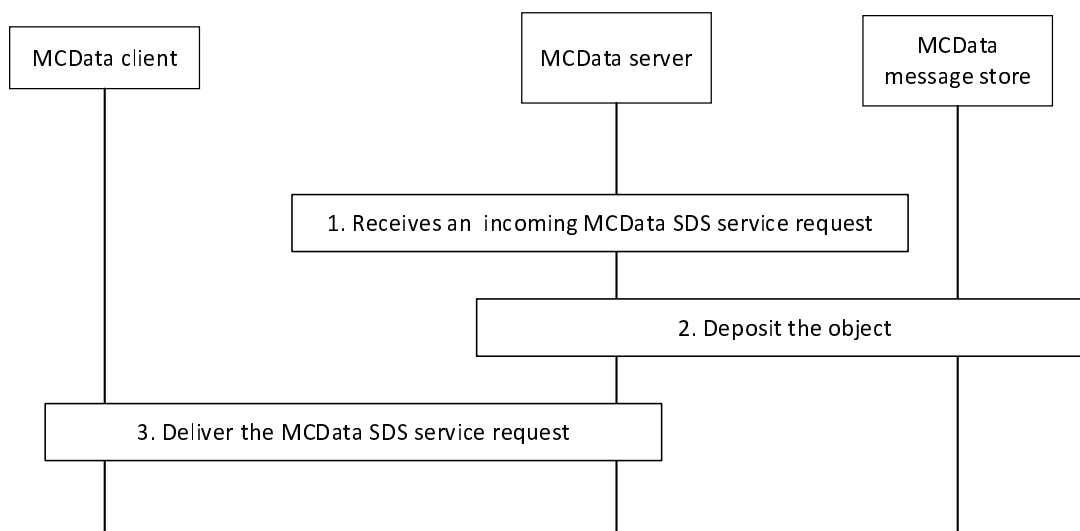 MCData client
MCData server
MCData
message store
1. Receives an incoming MCData SDS service request
2. Deposit the object
3. Deliver the MCData SDS service request